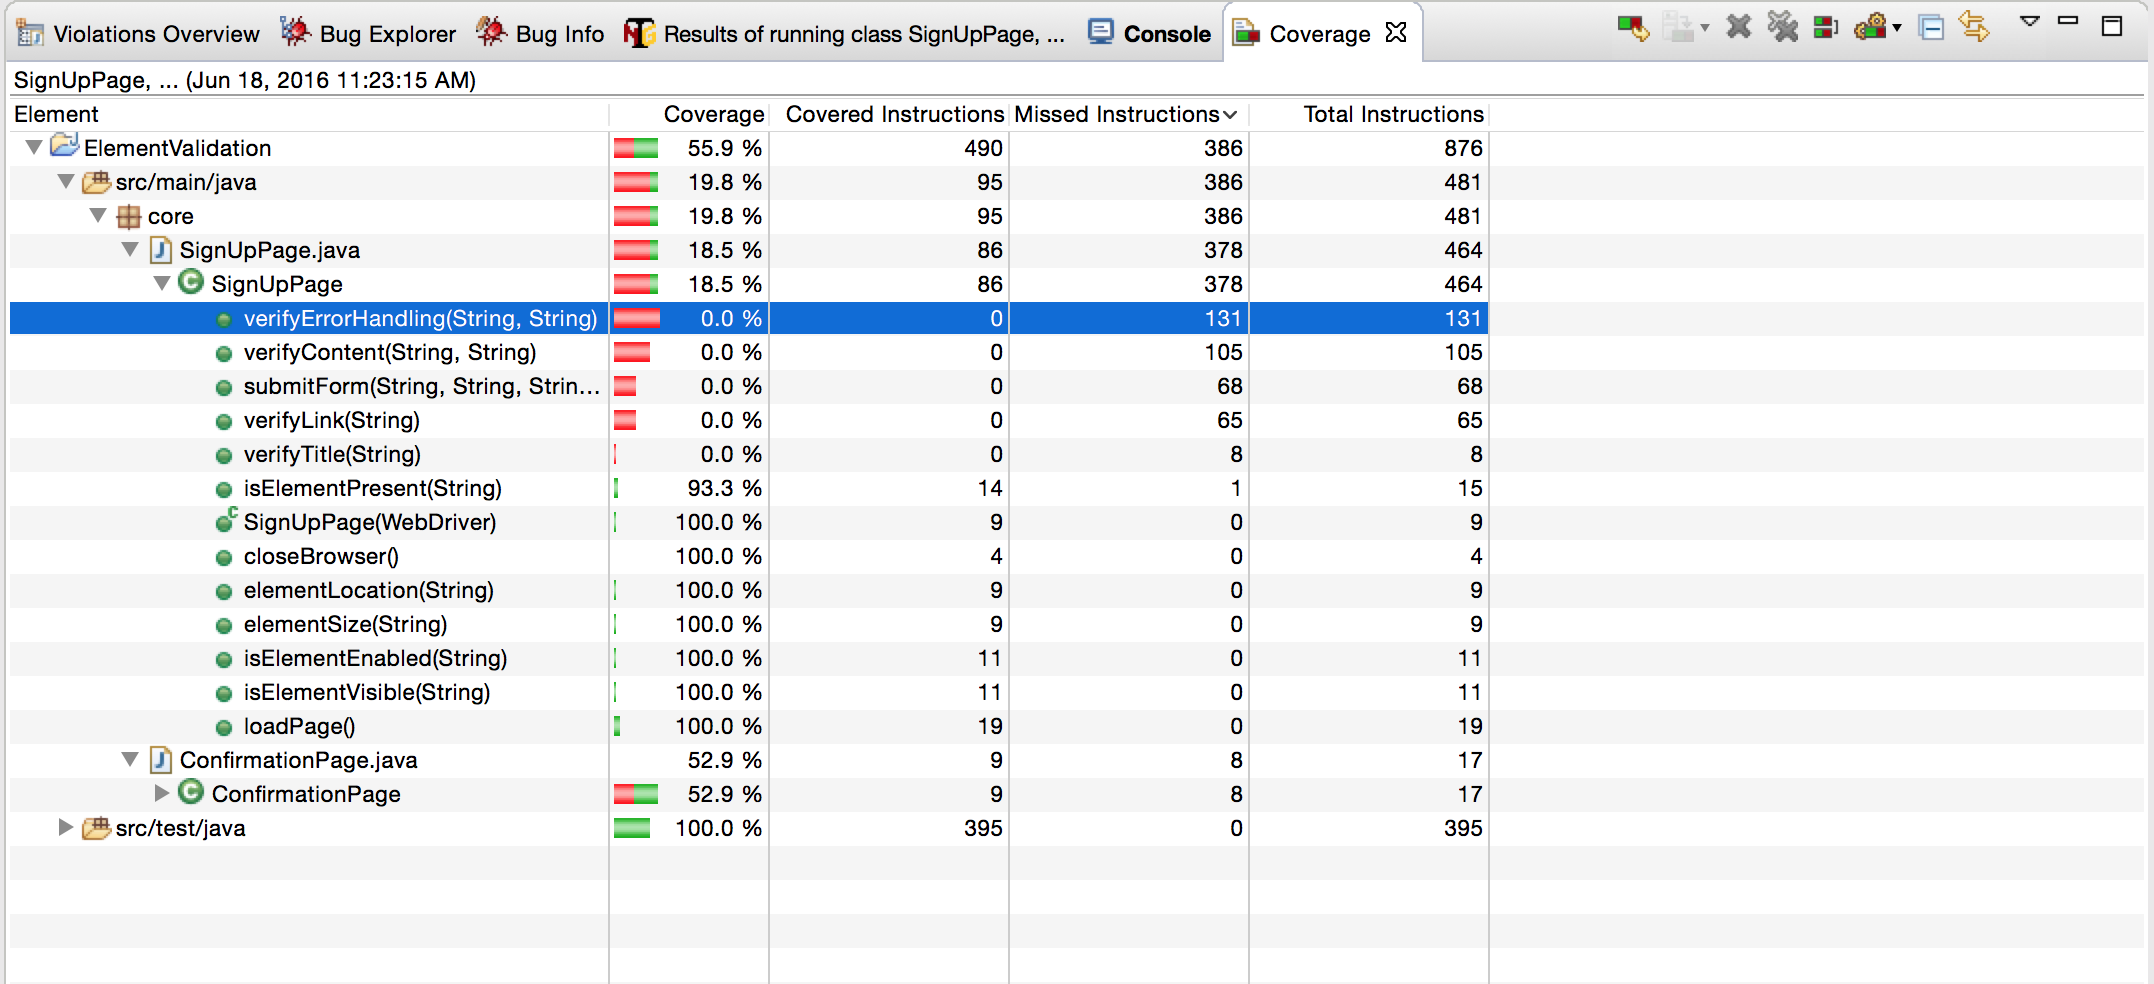 Violations Overview Bug Explorer Bug Info Results of running class SignUpPage, ... Console Coverage
SignUpPage, ... (Jun 18, 2016 11:23:15 AM)
Element Coverage Covered Instructions Missed Instructions Total Instructions
ElementValidation 55.9 % 490 386 876
src/main/java 19.8 % 95 386 481
core 19.8 % 95 386 481
SignUpPage.java 18.5 % 86 378 464
SignUpPage 18.5 % 86 378 464
verifyErrorHandling(String, String) 0.0 % 0 131 131
verifyContent(String, String) 0.0 % 0 105 105
submitForm(String, String, Strin... 0.0 % 0 68 68
verifyLink(String) 0.0 % 0 65 65
verifyTitle(String) 0.0 % 0 8 8
isElementPresent(String) 93.3 % 14 1 15
SignUpPage(WebDriver) 100.0 % 9 0 9
closeBrowser() 100.0 % 4 0 4
elementLocation(String) 100.0 % 9 0 9
elementSize(String) 100.0 % 9 0 9
isElementEnabled(String) 100.0 % 11 0 11
isElementVisible(String) 100.0 % 11 0 11
loadPage() 100.0 % 19 0 19
ConfirmationPage.java 52.9 % 9 8 17
ConfirmationPage 52.9 % 9 8 17
src/test/java 100.0 % 395 0 395